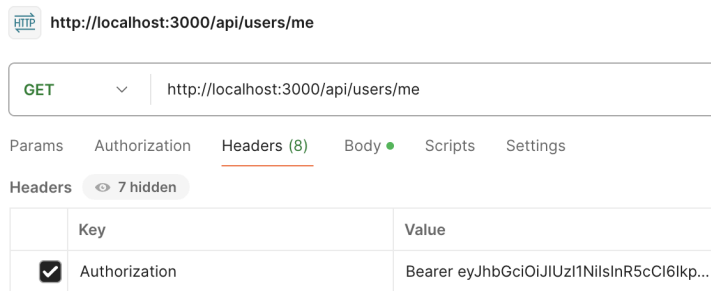 HTTP http://localhost:3000/api/users/me
GET http://localhost:3000/api/users/me
Params Authorization Headers (8) Body Scripts Settings
Headers 7 hidden
Key Value
Authorization Bearer eyJhbGciOiJIUzI1NiIsInR5cCI6Ikp...